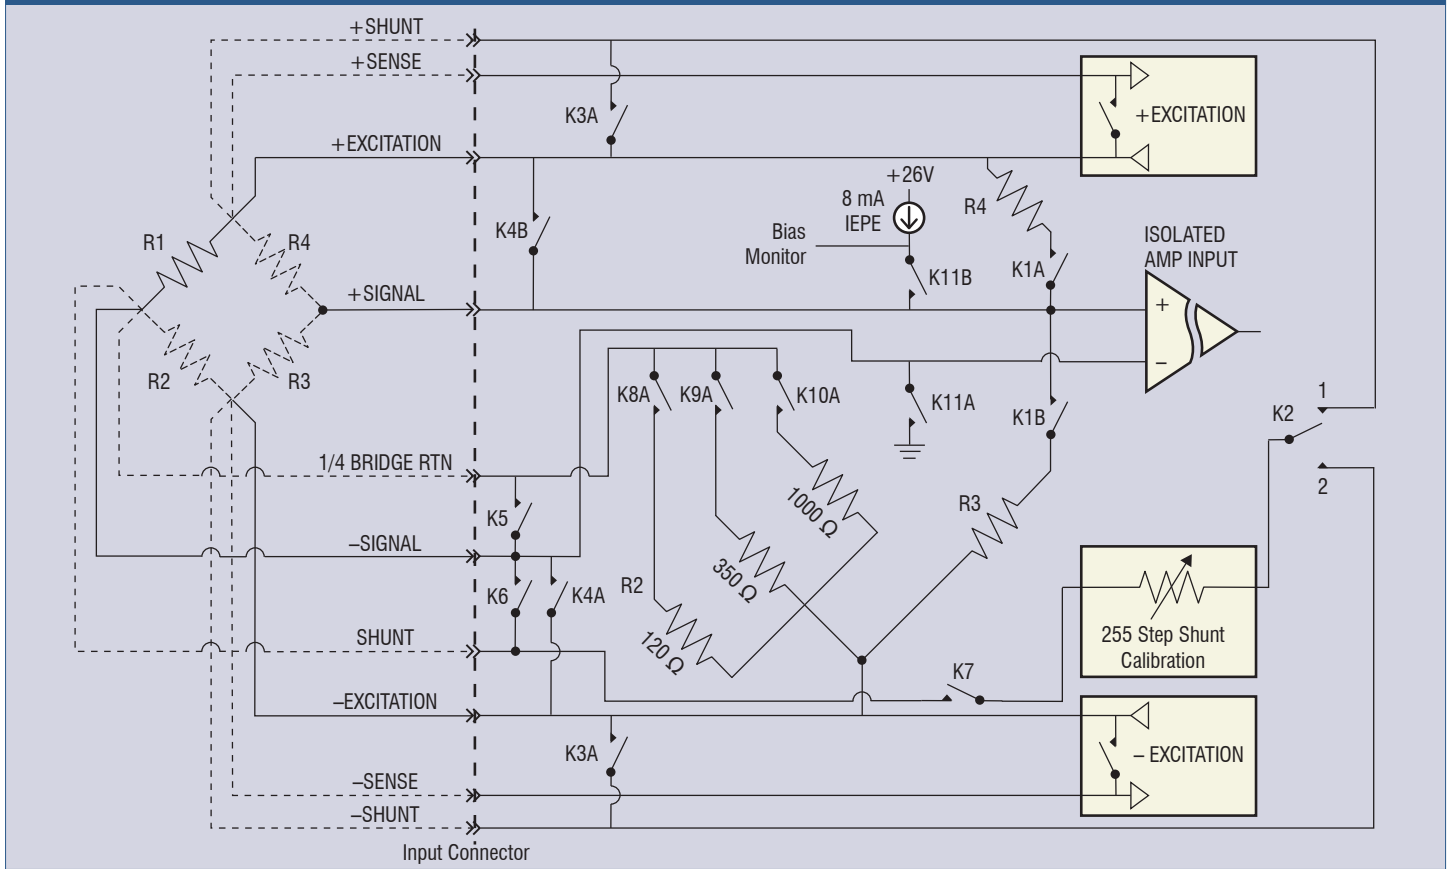 +SHUNT
+SENSE
K3A
+EXCITATION
+EXCITATION
+26V
8 mA
IEPE
R4
K4B
Bias
Monitor
ISOLATED
AMP INPUT
R1
R4
K11B
K1A
+SIGNAL
+
–
R2
R3
K8A
K9A
K10A
K11A
K1B
1
K2
2
1/4 BRIDGE RTN
1000 Ω
R3
K5
–SIGNAL
350 Ω
R2
K6
K4A
120 Ω
SHUNT
255 Step Shunt
Calibration
K7
–EXCITATION
K3A
– EXCITATION
–SENSE
–SHUNT
Input Connector